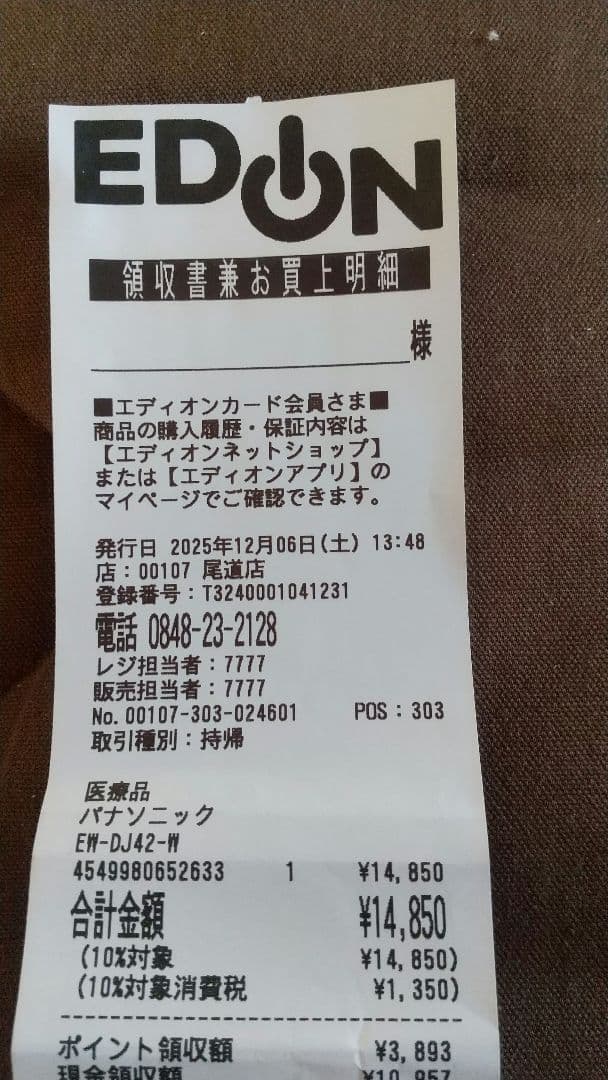 EDION
領収書兼お買上明細
様
■エディオンカード会員さま■
商品の購入履歴・保証内容は
【エディオンネットショップ】
または【エディオンアプリ】の
マイページでご確認できます。
発行日 2025年12月06日(土) 13:48
店：00107 尾道店
登録番号：T3240001041231
電話 0848-23-2128
レジ担当者：7777
販売担当者：7777
No. 00107-303-024601 POS：303
取引種別：持帰
医療品
パナソニック
EW-DJ42-W
4549980652633 1 ¥14,850
合計金額 ¥14,850
(10%対象 ¥14,850)
(10%対象消費税 ¥1,350)
ポイント領収額 ¥3,893
現金領収額 ¥10,957